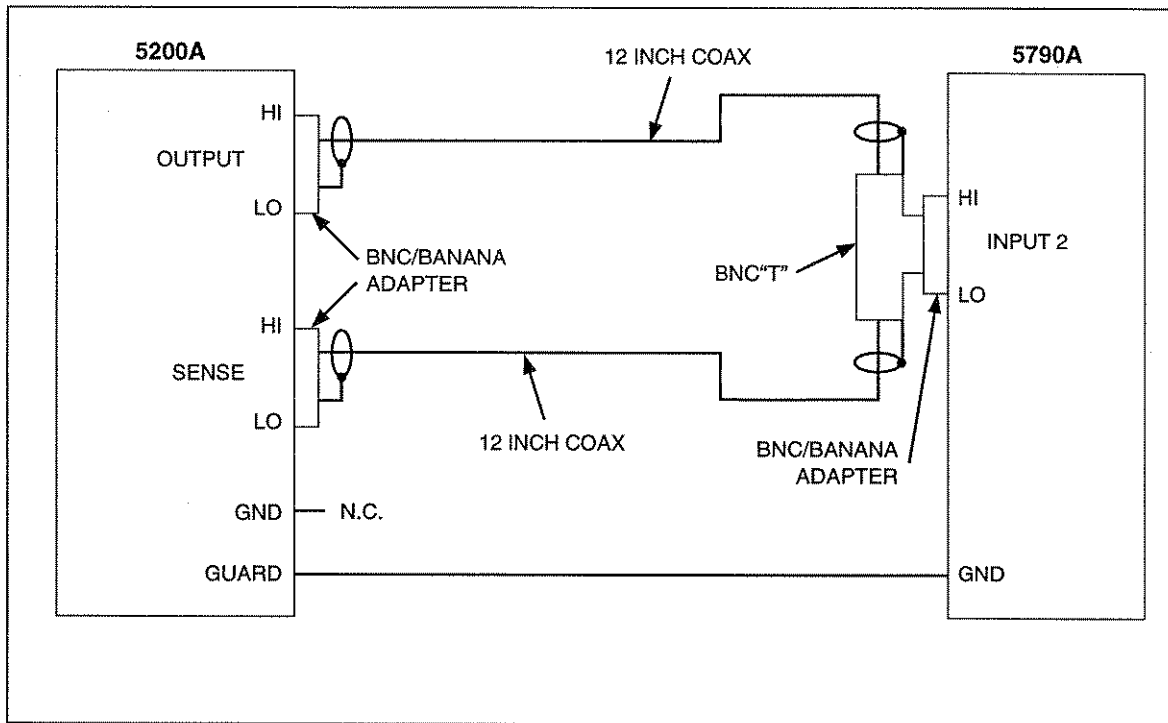 5200A
12 INCH COAX
5790A
HI
OUTPUT
LO
BNC/BANANA
ADAPTER
HI
SENSE
LO
12 INCH COAX
BNC"T"
HI
INPUT 2
LO
BNC/BANANA
ADAPTER
GND
N.C.
GUARD
GND